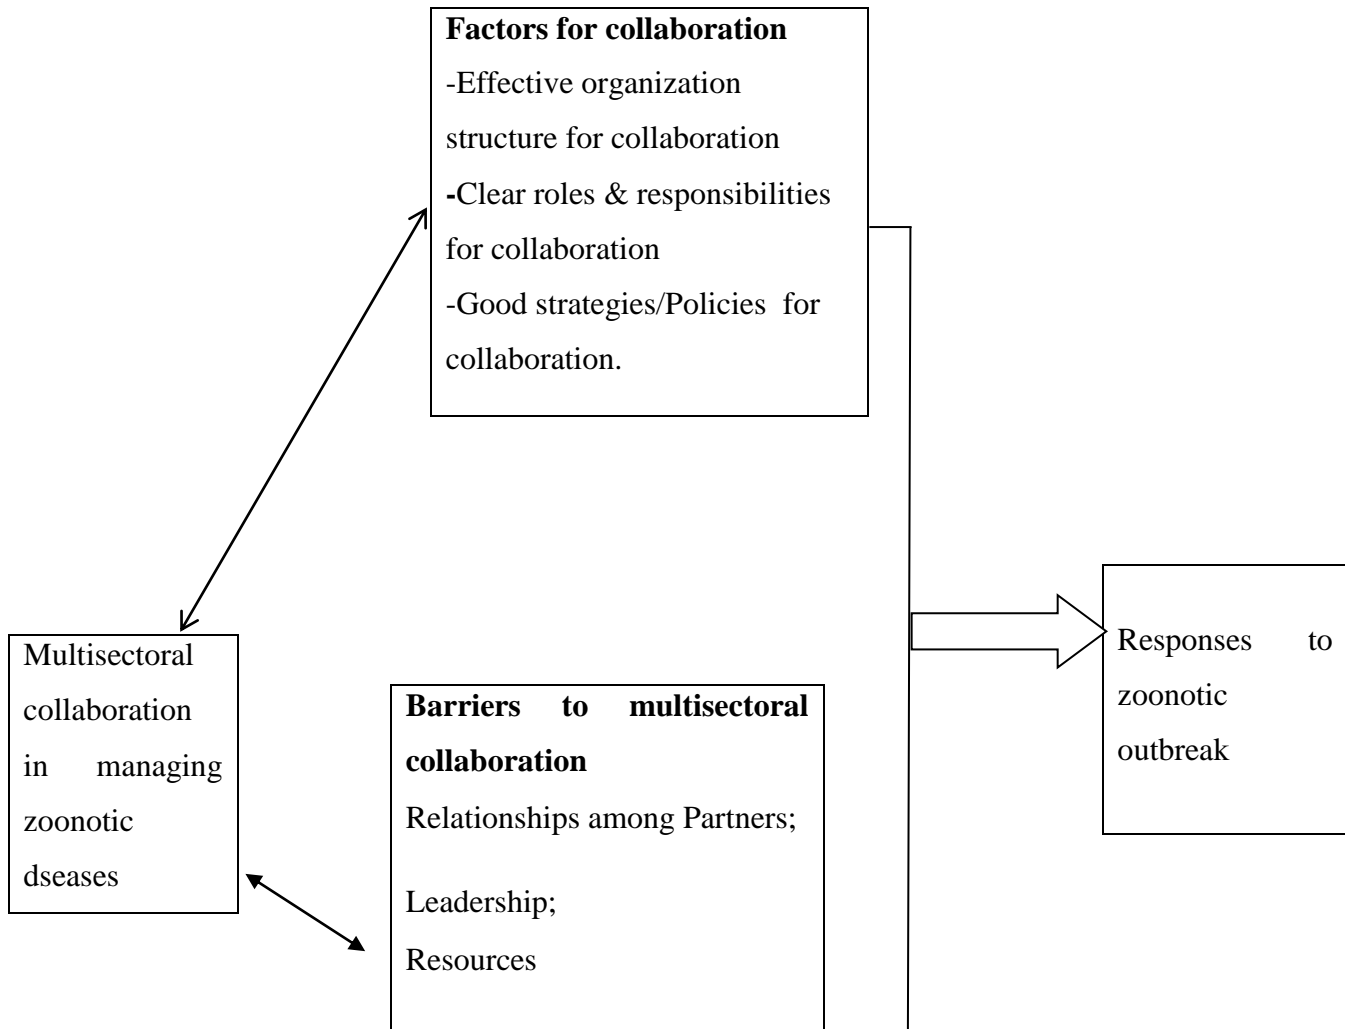 Factors for collaboration
-Effective organization
structure for collaboration
-Clear roles & responsibilities
for collaboration
-Good strategies/Policies for
collaboration.
Multisectoral
collaboration
in managing
zoonotic
dseases
Barriers to multisectoral
collaboration
Relationships among Partners;
Leadership;
Resources
Responses to
zoonotic
outbreak